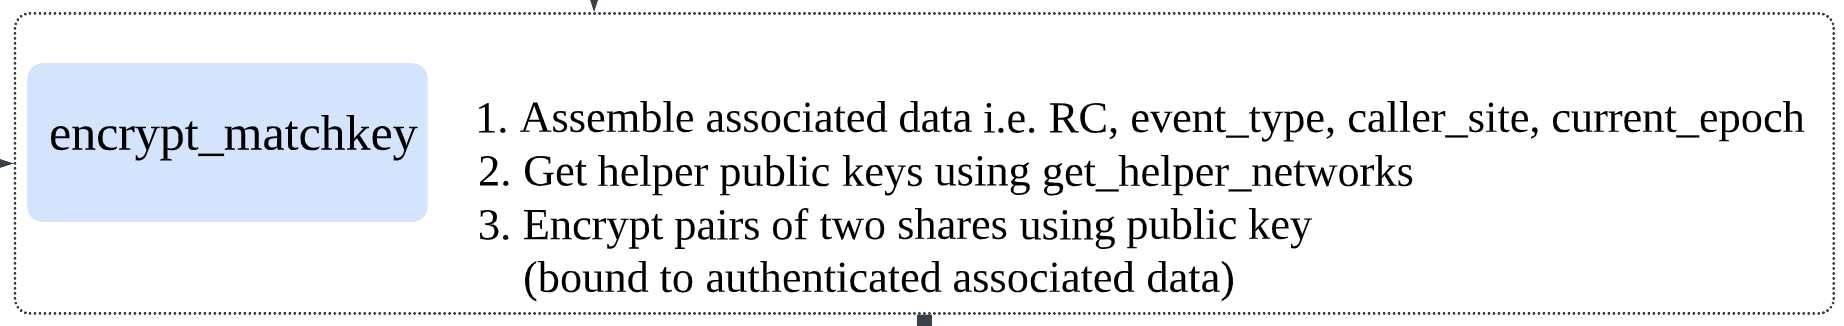 encrypt_matchkey
1. Assemble associated data i.e. RC, event_type, caller_site, current_epoch
2. Get helper public keys using get_helper_networks
3. Encrypt pairs of two shares using public key
(bound to authenticated associated data)